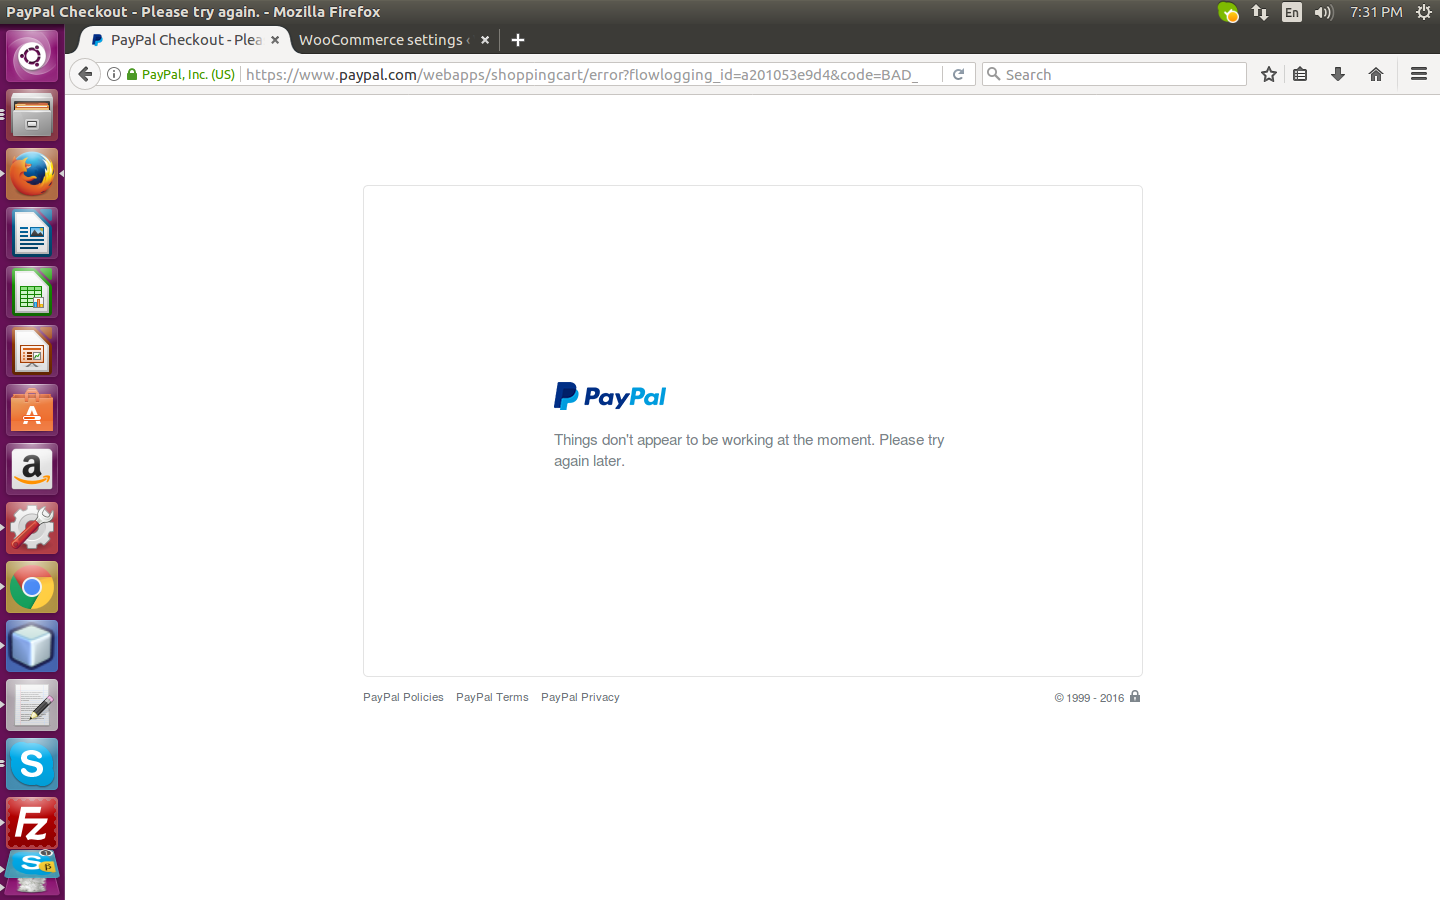 PayPal Checkout - Please try again. - Mozilla Firefox
En
7:31 PM
PayPal Checkout - Plea
WooCommerce settings
PayPal, Inc. (US)
https://www.paypal.com/webapps/shoppingcart/error?flowlogging_id=a201053e9d4&code=BAD_
Search
PayPal
Things don't appear to be working at the moment. Please try
again later.
PayPal Policies PayPal Terms PayPal Privacy
© 1999 - 2016
A
a
S
Fz
S